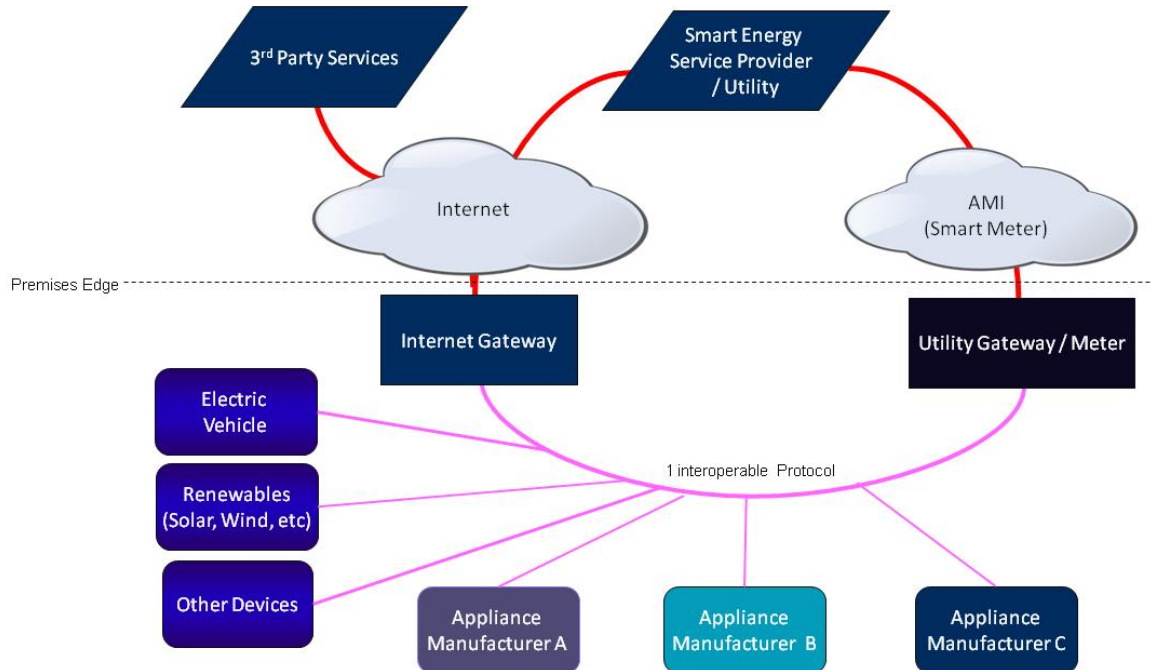 3rd Party Services
Smart Energy
Service Provider
/ Utility
Internet
AMI
(Smart Meter)
Premises Edge
Internet Gateway
Utility Gateway / Meter
Electric
Vehicle
1 interoperable Protocol
Renewables
(Solar, Wind, etc)
Other Devices
Appliance
Manufacturer A
Appliance
Manufacturer B
Appliance
Manufacturer C